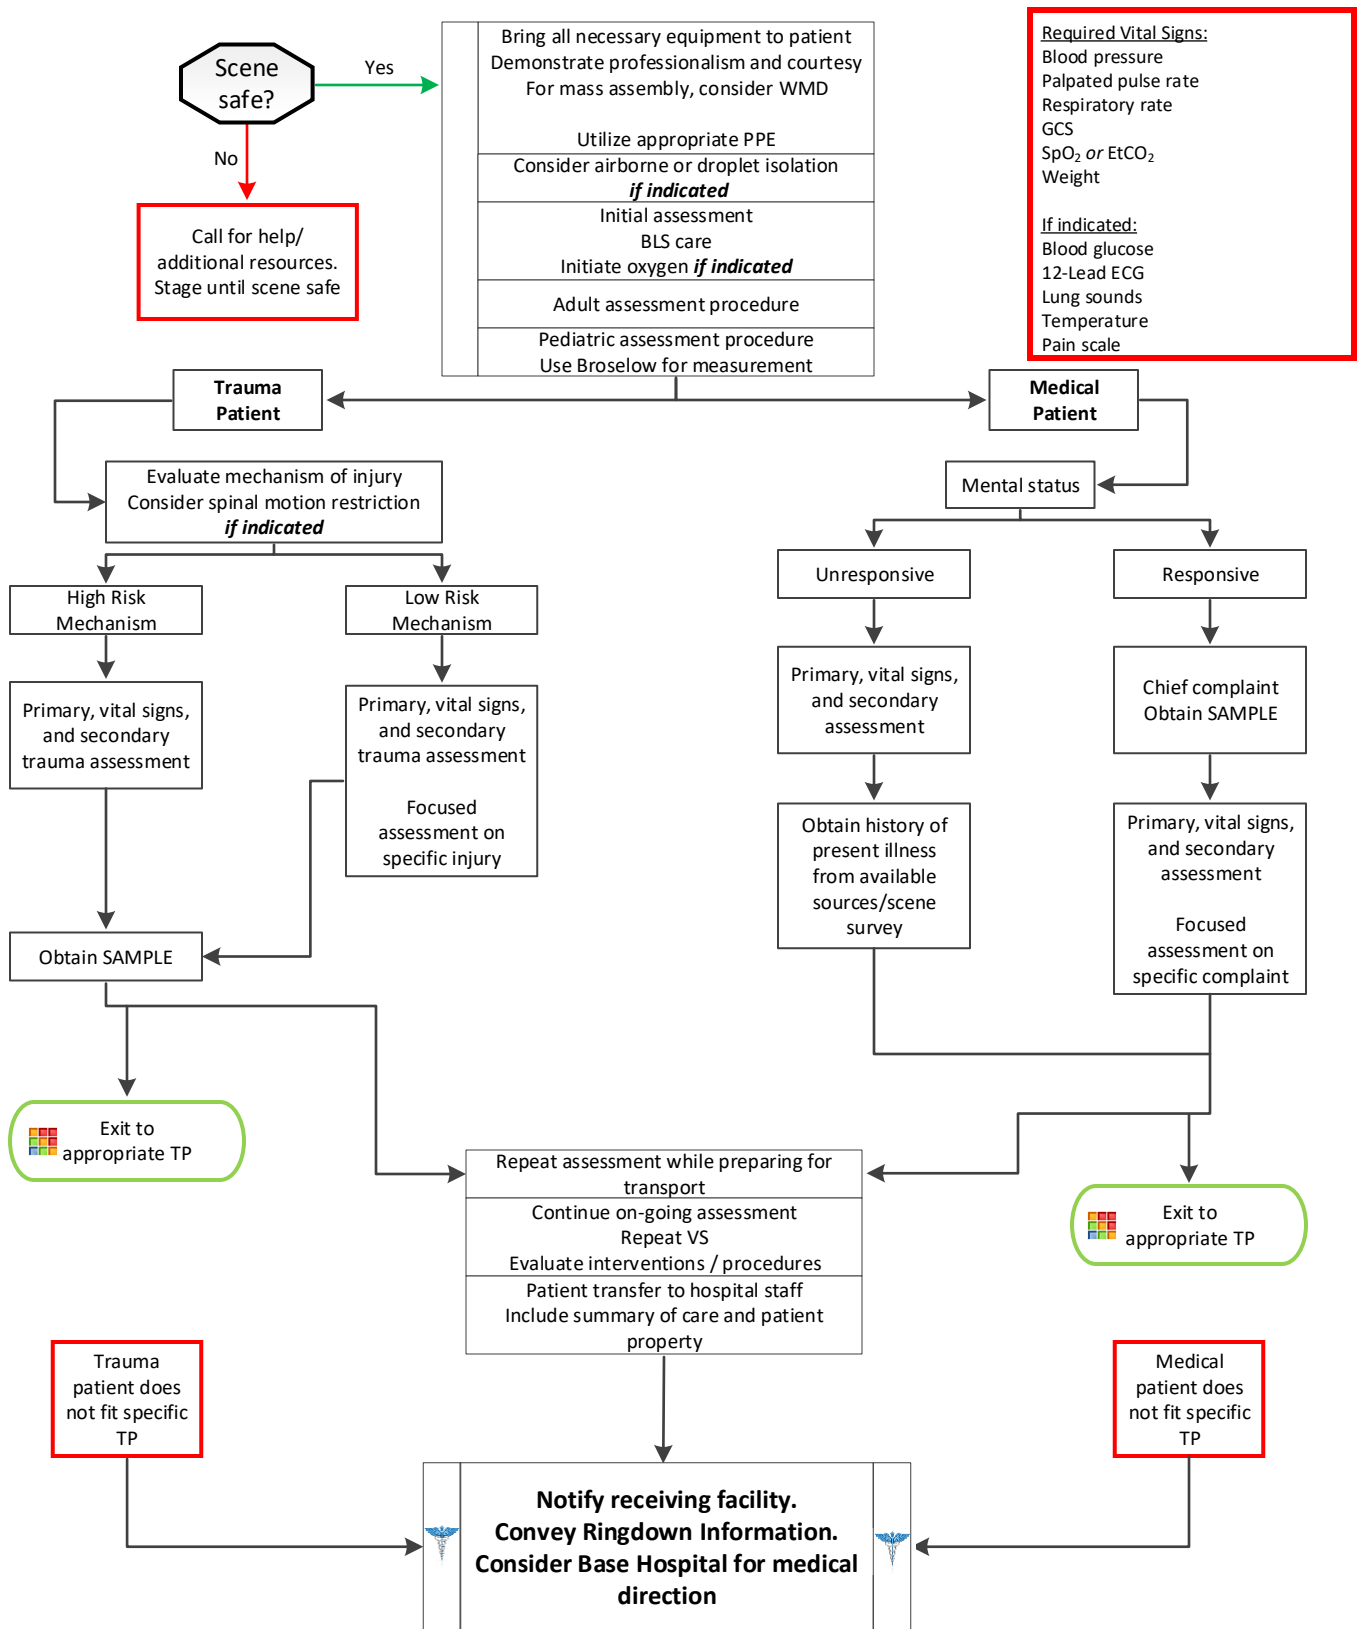 Scene
safe?
Yes
No
Call for help/
additional resources.
Stage until scene safe
Bring all necessary equipment to patient
Demonstrate professionalism and courtesy
For mass assembly, consider WMD
Utilize appropriate PPE
Consider airborne or droplet isolation
if indicated
Initial assessment
BLS care
Initiate oxygen if indicated
Adult assessment procedure
Pediatric assessment procedure
Use Broselow for measurement
Required Vital Signs:
Blood pressure
Palpated pulse rate
Respiratory rate
GCS
SpO₂ or EtCO₂
Weight
If indicated:
Blood glucose
12-Lead ECG
Lung sounds
Temperature
Pain scale
Trauma
Patient
Medical
Patient
Evaluate mechanism of injury
Consider spinal motion restriction
if indicated
Mental status
High Risk
Mechanism
Low Risk
Mechanism
Unresponsive
Responsive
Primary, vital signs,
and secondary
trauma assessment
Primary, vital signs,
and secondary
trauma assessment
Focused
assessment on
specific injury
Primary, vital signs,
and secondary
assessment
Chief complaint
Obtain SAMPLE
Obtain history of
present illness
from available
sources/scene
survey
Primary, vital signs,
and secondary
assessment
Focused
assessment on
specific complaint
Obtain SAMPLE
Exit to
appropriate TP
Exit to
appropriate TP
Repeat assessment while preparing for
transport
Continue on-going assessment
Repeat VS
Evaluate interventions / procedures
Patient transfer to hospital staff
Include summary of care and patient
property
Trauma
patient does
not fit specific
TP
Medical
patient does
not fit specific
TP
Notify receiving facility.
Convey Ringdown Information.
Consider Base Hospital for medical
direction